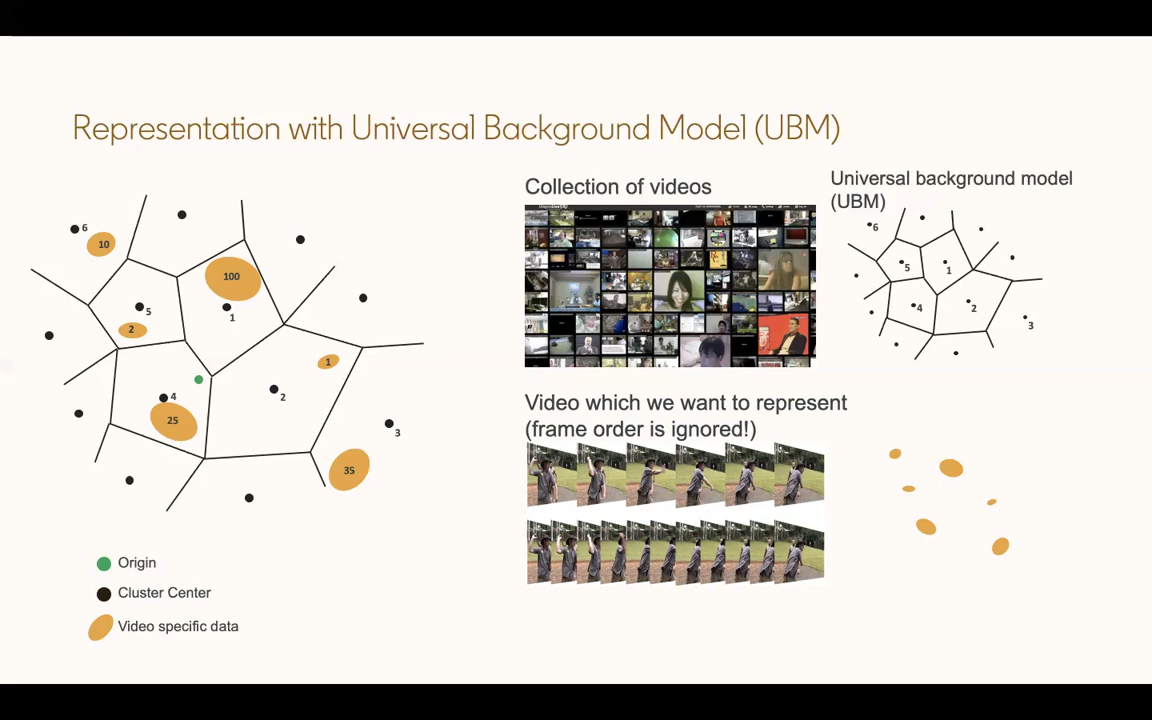 Representation with Universal Background Model (UBM)
6
10
100
5
1
2
1
4
2
25
3
35
Origin
Cluster Center
Video specific data
Collection of videos
Universal background model
(UBM)
6
5
1
4
2
3
Video which we want to represent
(frame order is ignored!)